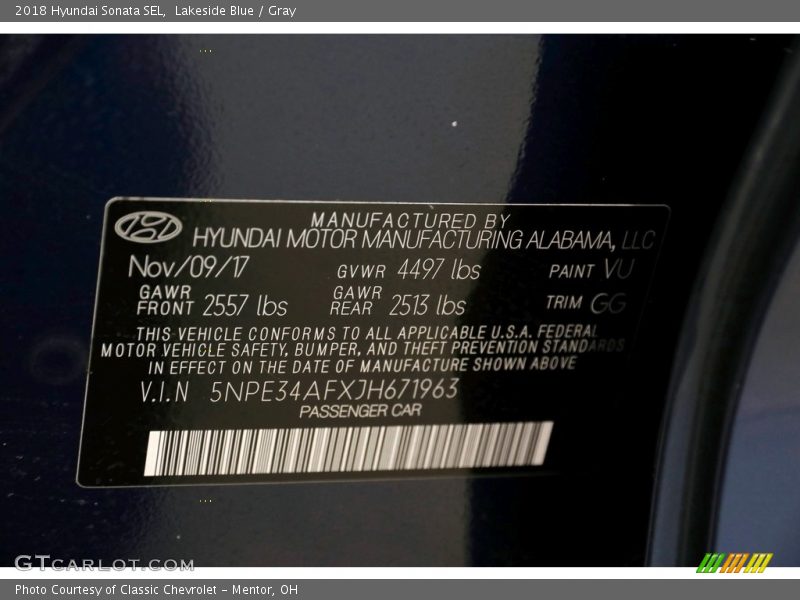 2018 Hyundai Sonata SEL, Lakeside Blue / Gray
MANUFACTURED BY
HYUNDAI MOTOR MANUFACTURING ALABAMA, LLC
Nov/09/17 GVWR 4497 lbs PAINT VU
GAWR FRONT 2557 lbs GAWR REAR 2513 lbs TRIM GG
THIS VEHICLE CONFORMS TO ALL APPLICABLE U.S.A. FEDERAL
MOTOR VEHICLE SAFETY, BUMPER, AND THEFT PREVENTION STANDARDS
IN EFFECT ON THE DATE OF MANUFACTURE SHOWN ABOVE
V.I.N 5NPE34AFXJH671963
PASSENGER CAR
GTCARLOT.COM
Photo Courtesy of Classic Chevrolet - Mentor, OH